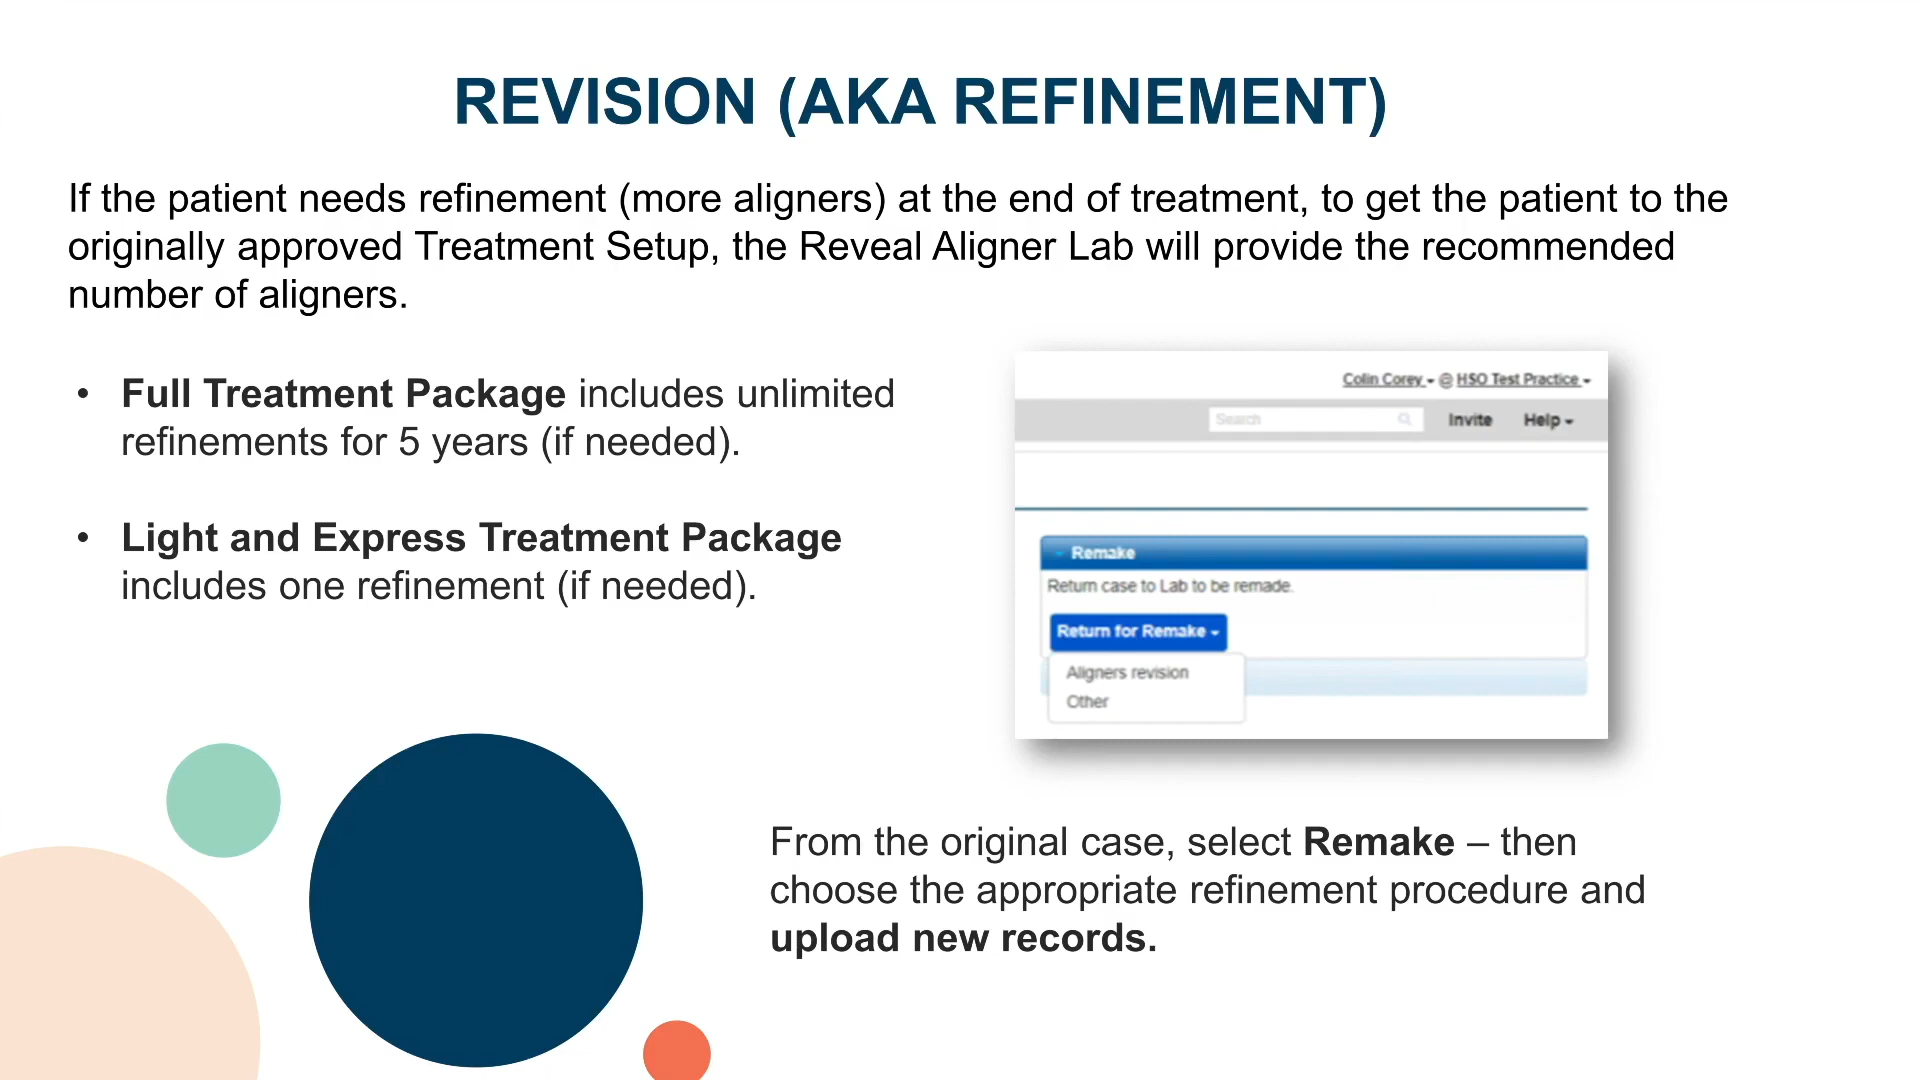 REVISION (AKA REFINEMENT)
If the patient needs refinement (more aligners) at the end of treatment, to get the patient to the
originally approved Treatment Setup, the Reveal Aligner Lab will provide the recommended
number of aligners.
• Full Treatment Package includes unlimited
refinements for 5 years (if needed).
• Light and Express Treatment Package
includes one refinement (if needed).
Colin Corey @ HSO Test Practice
Search Invite Help
Remake
Return case to Lab to be remade.
Return for Remake
Aligners revision
Other
From the original case, select Remake – then
choose the appropriate refinement procedure and
upload new records.